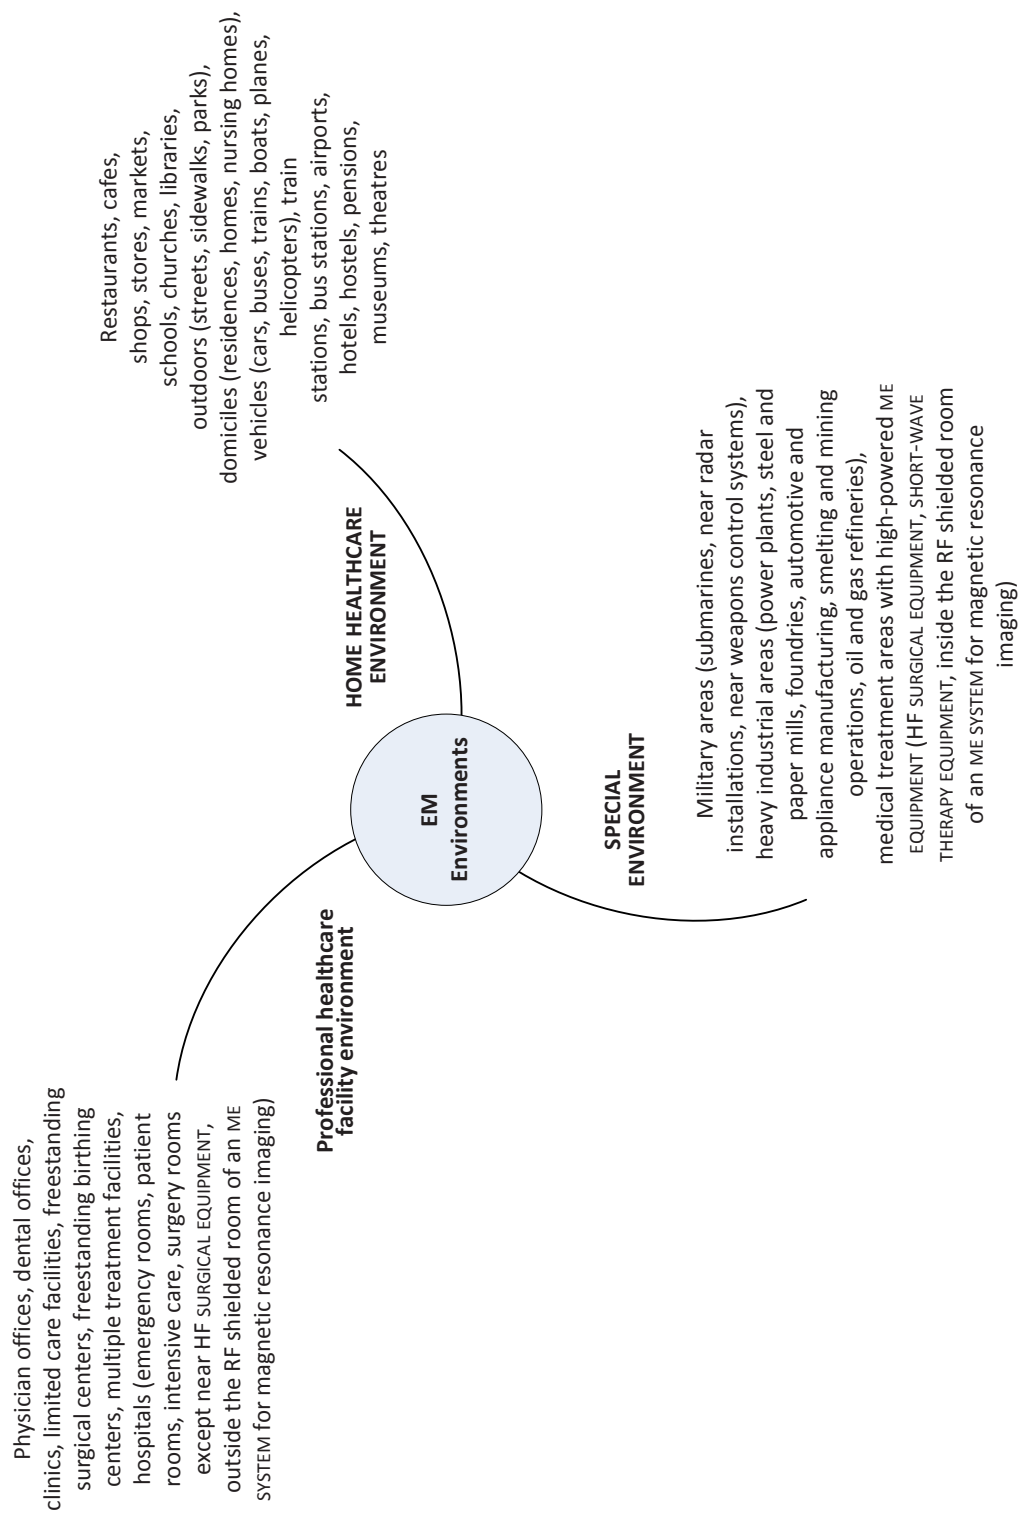 Physician offices, dental offices,
clinics, limited care facilities, freestanding
surgical centers, freestanding birthing
centers, multiple treatment facilities,
hospitals (emergency rooms, patient
rooms, intensive care, surgery rooms
except near HF SURGICAL EQUIPMENT,
outside the RF shielded room of an ME
SYSTEM for magnetic resonance imaging)
Professional healthcare
facility environment
EM
Environments
HOME HEALTHCARE
ENVIRONMENT
Restaurants, cafes,
shops, stores, markets,
schools, churches, libraries,
outdoors (streets, sidewalks, parks),
domiciles (residences, homes, nursing homes),
vehicles (cars, buses, trains, boats, planes,
helicopters), train
stations, bus stations, airports,
hotels, hostels, pensions,
museums, theatres
SPECIAL
ENVIRONMENT
Military areas (submarines, near radar
installations, near weapons control systems),
heavy industrial areas (power plants, steel and
paper mills, foundries, automotive and
appliance manufacturing, smelting and mining
operations, oil and gas refineries),
medical treatment areas with high-powered ME
EQUIPMENT (HF SURGICAL EQUIPMENT, SHORT-WAVE
THERAPY EQUIPMENT, inside the RF shielded room
of an ME SYSTEM for magnetic resonance
imaging)